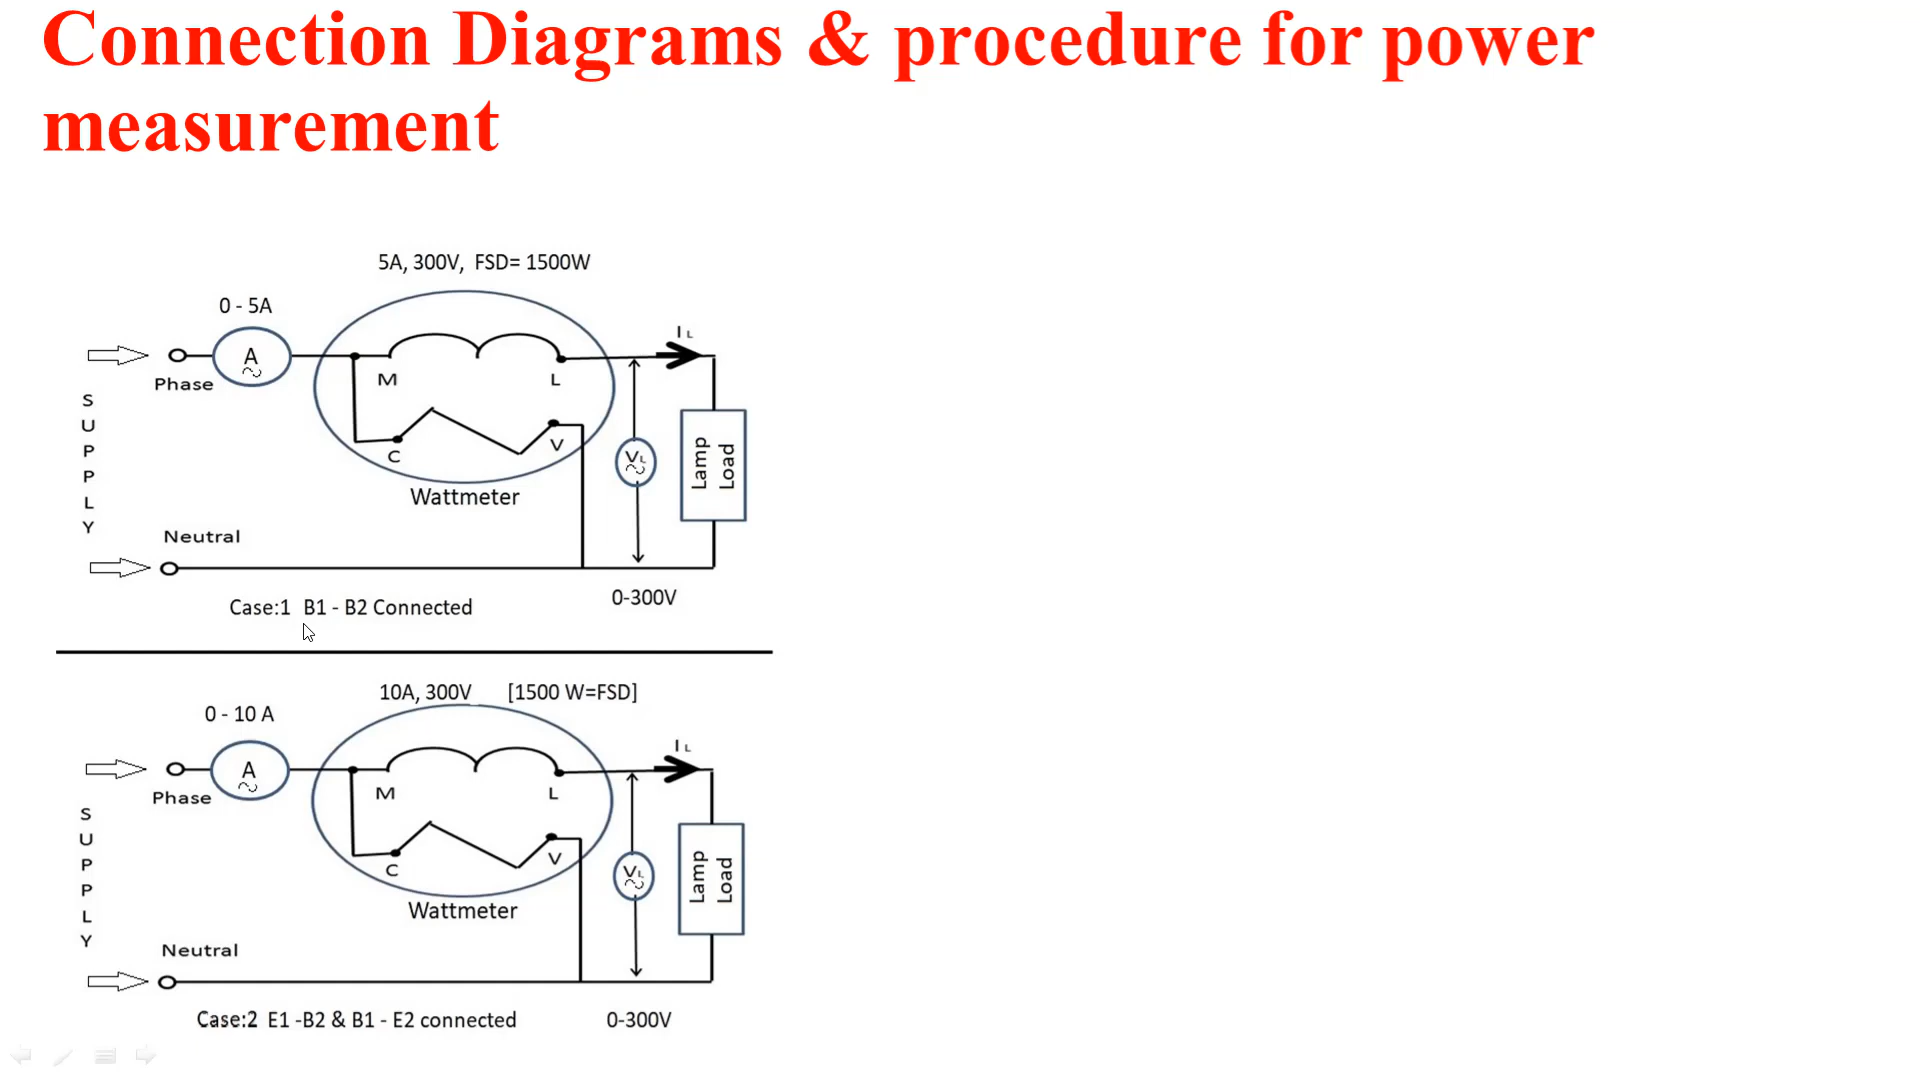 Connection Diagrams & procedure for power
measurement
5A, 300V, FSD= 1500W
0 - 5A
A
I L
Phase
M
L
C
V
VL
Lamp
Load
SUPPLY
Wattmeter
Neutral
0-300V
Case:1 B1 - B2 Connected
10A, 300V [1500 W=FSD]
0 - 10 A
A
I L
Phase
M
L
C
V
VL
Lamp
Load
SUPPLY
Wattmeter
Neutral
Case:2 E1 -B2 & B1 - E2 connected
0-300V